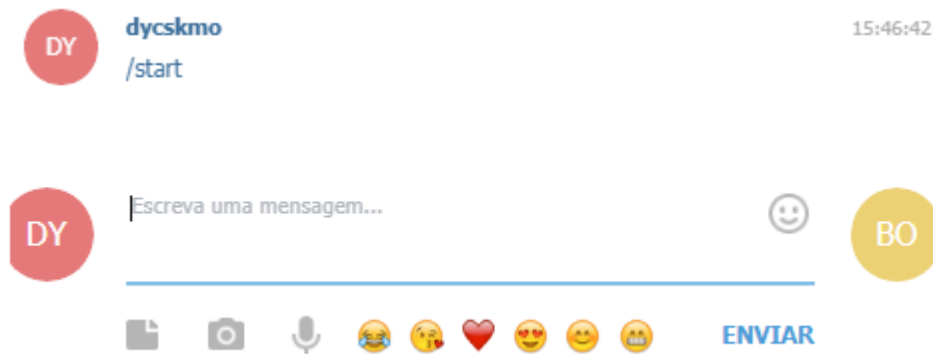 DY
dycskmo
15:46:42
/start
DY
Escreva uma mensagem...
BO
ENVIAR